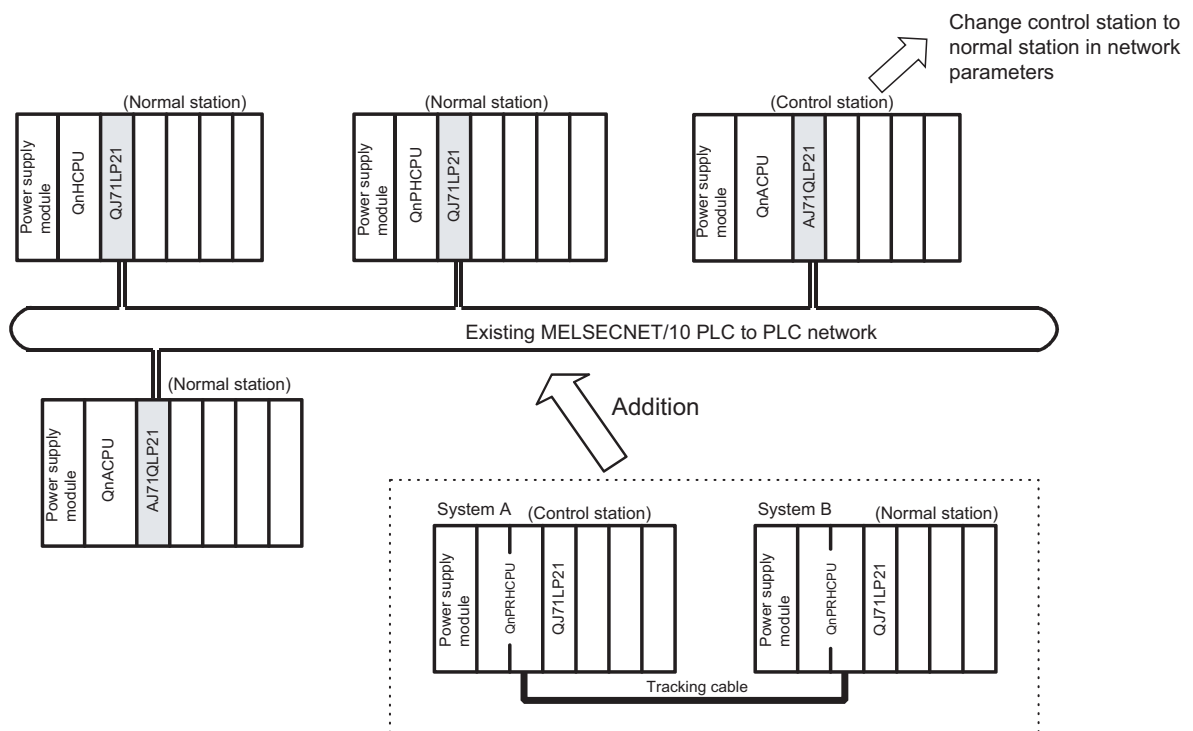 Change control station to
normal station in network
parameters
(Normal station)
Power supply
module
QnHCPU
QJ71LP21
(Normal station)
Power supply
module
QnPHCPU
QJ71LP21
(Control station)
Power supply
module
QnACPU
AJ71QLP21
Existing MELSECNET/10 PLC to PLC network
(Normal station)
Power supply
module
QnACPU
AJ71QLP21
Addition
System A
(Control station)
Power supply
module
QnPRHCPU
QJ71LP21
System B
(Normal station)
Power supply
module
QnPRHCPU
QJ71LP21
Tracking cable